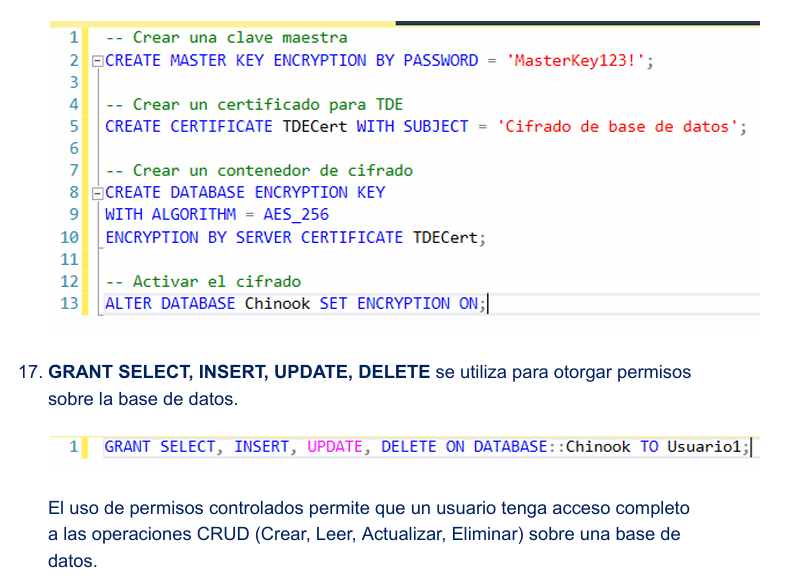 1 -- Crear una clave maestra
2 CREATE MASTER KEY ENCRYPTION BY PASSWORD = 'MasterKey123!';
3
4 -- Crear un certificado para TDE
5 CREATE CERTIFICATE TDECert WITH SUBJECT = 'Cifrado de base de datos';
6
7 -- Crear un contenedor de cifrado
8 CREATE DATABASE ENCRYPTION KEY
9 WITH ALGORITHM = AES_256
10 ENCRYPTION BY SERVER CERTIFICATE TDECert;
11
12 -- Activar el cifrado
13 ALTER DATABASE Chinook SET ENCRYPTION ON;
17. GRANT SELECT, INSERT, UPDATE, DELETE se utiliza para otorgar permisos
sobre la base de datos.
1 GRANT SELECT, INSERT, UPDATE, DELETE ON DATABASE::Chinook TO Usuario1;
El uso de permisos controlados permite que un usuario tenga acceso completo
a las operaciones CRUD (Crear, Leer, Actualizar, Eliminar) sobre una base de
datos.